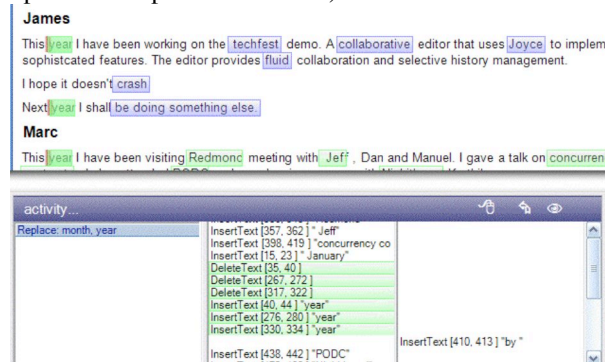 James
This year I have been working on the techfest demo. A collaborative editor that uses Joyce to implem
sophistcated features. The editor provides fluid collaboration and selective history management.
I hope it doesn't crash
Next year I shall be doing something else.
Marc
This year I have been visiting Redmond meeting with Jeff , Dan and Manuel. I gave a talk on concurren
activity...
Replace: month, year
InsertText [357, 362 ] " Jeff"
InsertText [398, 419 ] "concurrency co
InsertText [15, 23 ] " January"
DeleteText [35, 40 ]
DeleteText [267, 272 ]
DeleteText [317, 322 ]
InsertText [40, 44 ] "year"
InsertText [276, 280 ] "year"
InsertText [330, 334 ] "year"
InsertText [410, 413 ] "by "
InsertText [438, 442 ] "PODC"